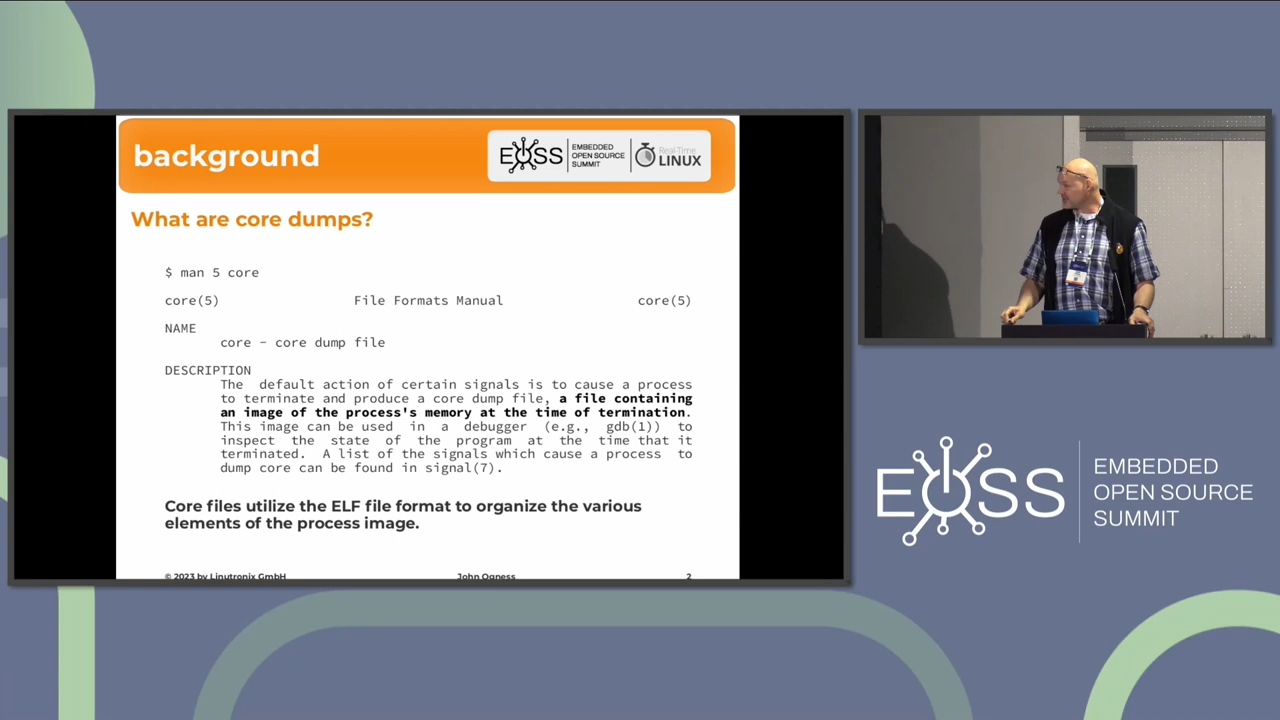 background
EOSS
EMBEDDED
OPEN SOURCE
SUMMIT
Real-Time
LINUX
What are core dumps?
$ man 5 core
core(5) File Formats Manual core(5)
NAME
core - core dump file
DESCRIPTION
The default action of certain signals is to cause a process
to terminate and produce a core dump file, a file containing
an image of the process's memory at the time of termination.
This image can be used in a debugger (e.g., gdb(1)) to
inspect the state of the program at the time that it
terminated. A list of the signals which cause a process to
dump core can be found in signal(7).
Core files utilize the ELF file format to organize the various
elements of the process image.
© 2023 by Linutronix GmbH John Ogness 2
EOSS
EMBEDDED
OPEN SOURCE
SUMMIT